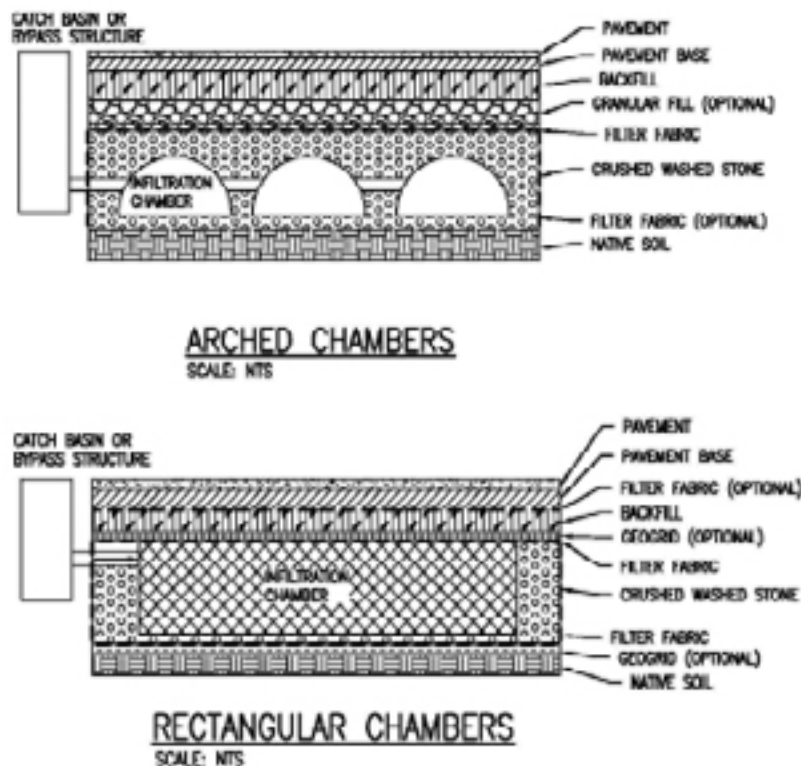 CATCH BASIN OR
BYPASS STRUCTURE
PAVEMENT
PAVEMENT BASE
BACKFILL
GRANULAR FILL (OPTIONAL)
FILTER FABRIC
CRUSHED WASHED STONE
INFILTRATION
CHAMBER
FILTER FABRIC (OPTIONAL)
NATIVE SOIL
ARCHED CHAMBERS
SCALE: NTS
CATCH BASIN OR
BYPASS STRUCTURE
PAVEMENT
PAVEMENT BASE
FILTER FABRIC (OPTIONAL)
BACKFILL
GEOGRID (OPTIONAL)
FILTER FABRIC
INFILTRATION
CHAMBER
CRUSHED WASHED STONE
FILTER FABRIC
GEOGRID (OPTIONAL)
NATIVE SOIL
RECTANGULAR CHAMBERS
SCALE: NTS